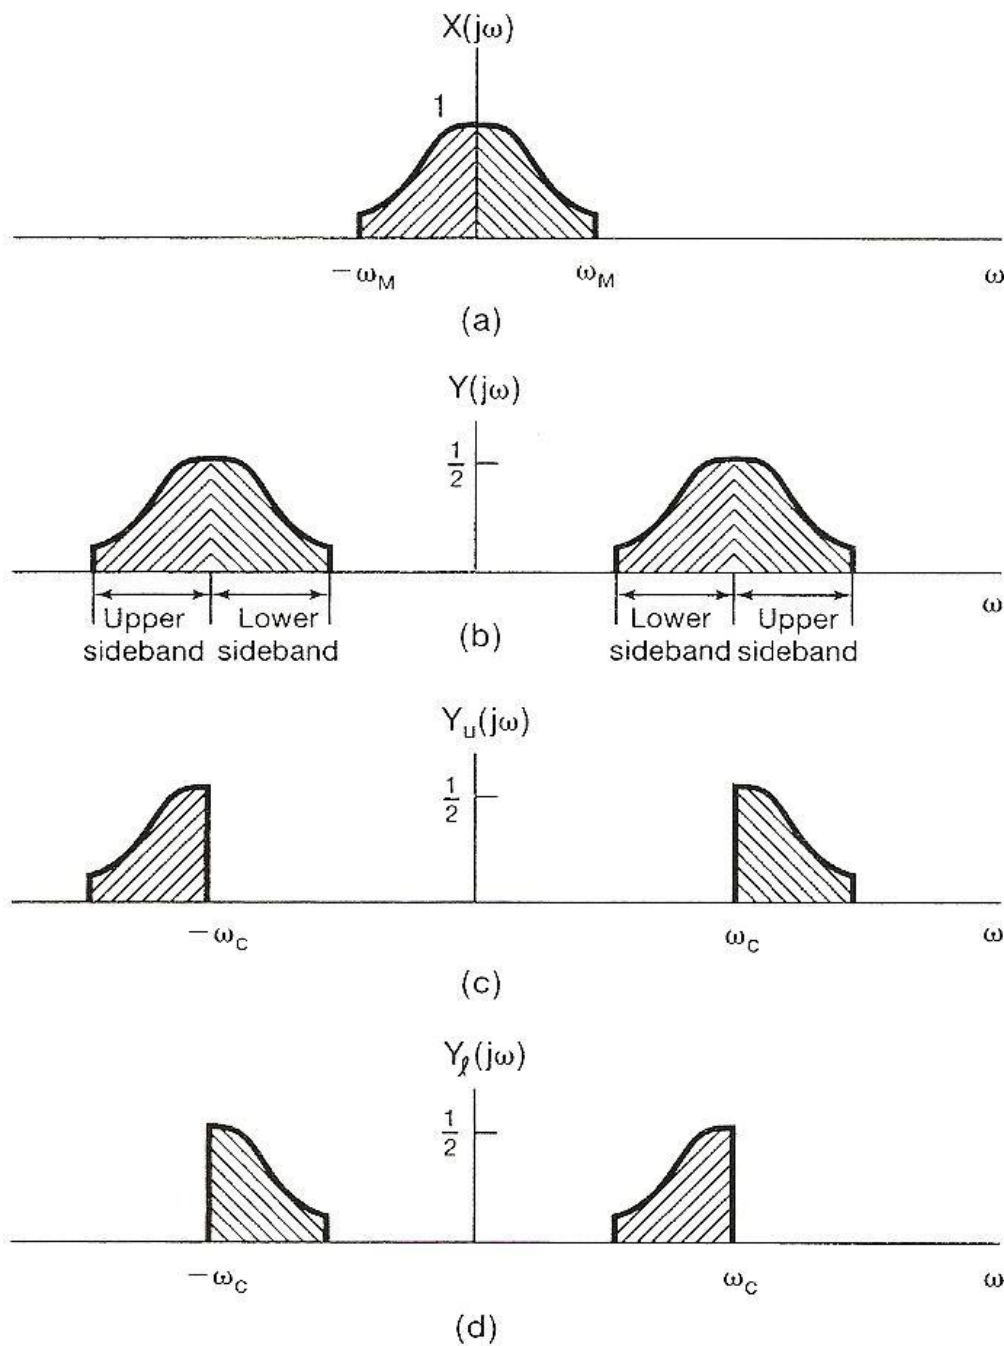 X(jω)
1
−ω_M ω_M ω
(a)
Y(jω)
1/2
ω
Upper sideband Lower sideband (b) Lower sideband Upper sideband
Y_u(jω)
1/2
−ω_c ω_c ω
(c)
Y_ℓ(jω)
1/2
−ω_c ω_c ω
(d)